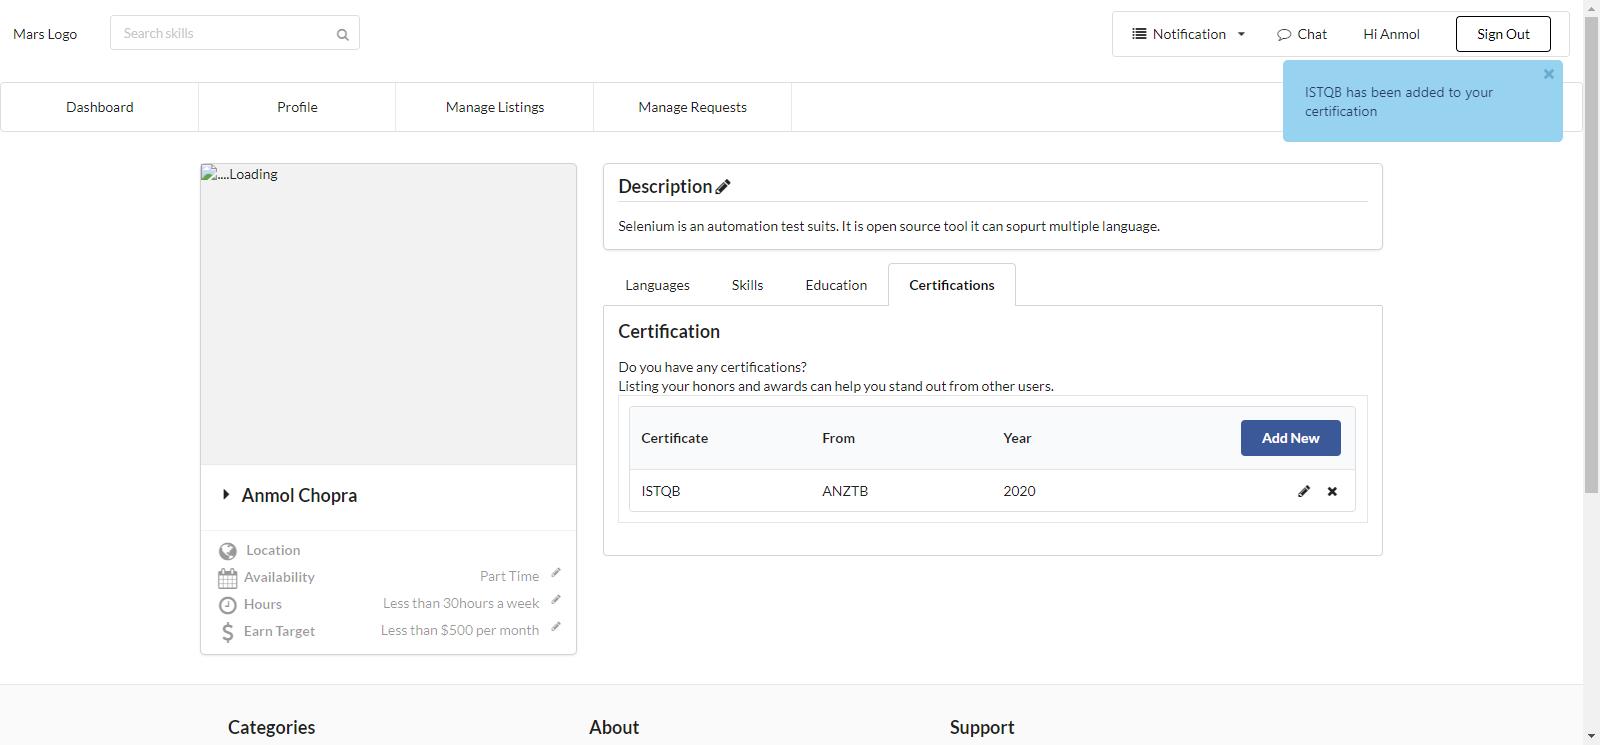 Mars Logo
Search skills
Notification
Chat
Hi Anmol
Sign Out
ISTQB has been added to your
certification
Dashboard
Profile
Manage Listings
Manage Requests
....Loading
Anmol Chopra
Location
Availability
Part Time
Hours
Less than 30hours a week
Earn Target
Less than $500 per month
Description
Selenium is an automation test suits. It is open source tool it can sopurt multiple language.
Languages
Skills
Education
Certifications
Certification
Do you have any certifications?
Listing your honors and awards can help you stand out from other users.
Certificate
From
Year
Add New
ISTQB
ANZTB
2020
Categories
About
Support